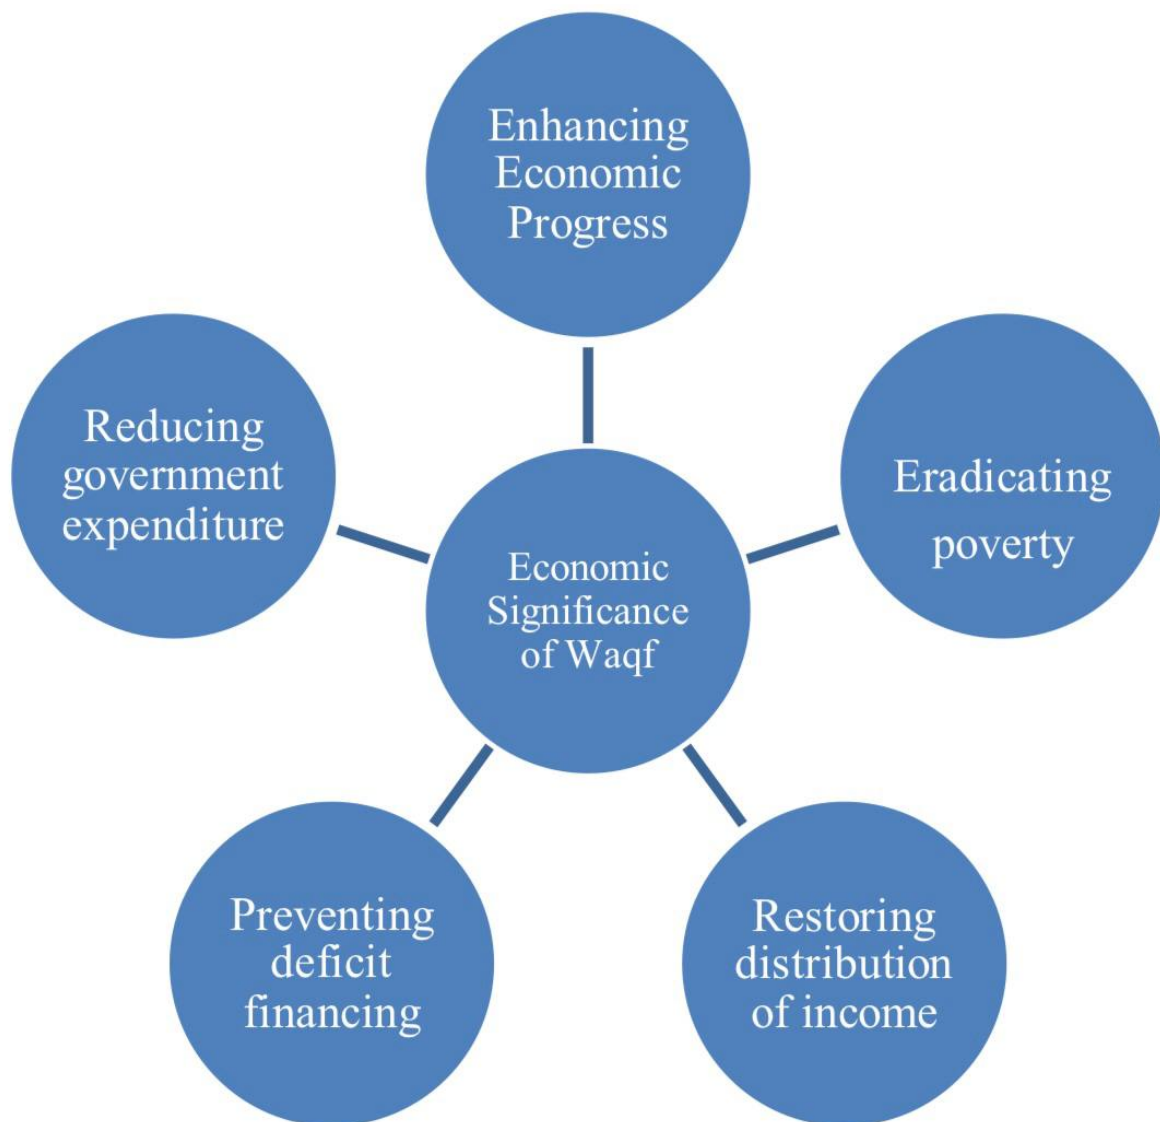 Enhancing
Economic
Progress
Reducing
government
expenditure
Eradicating
poverty
Economic
Significance
of Waqf
Preventing
deficit
financing
Restoring
distribution
of income